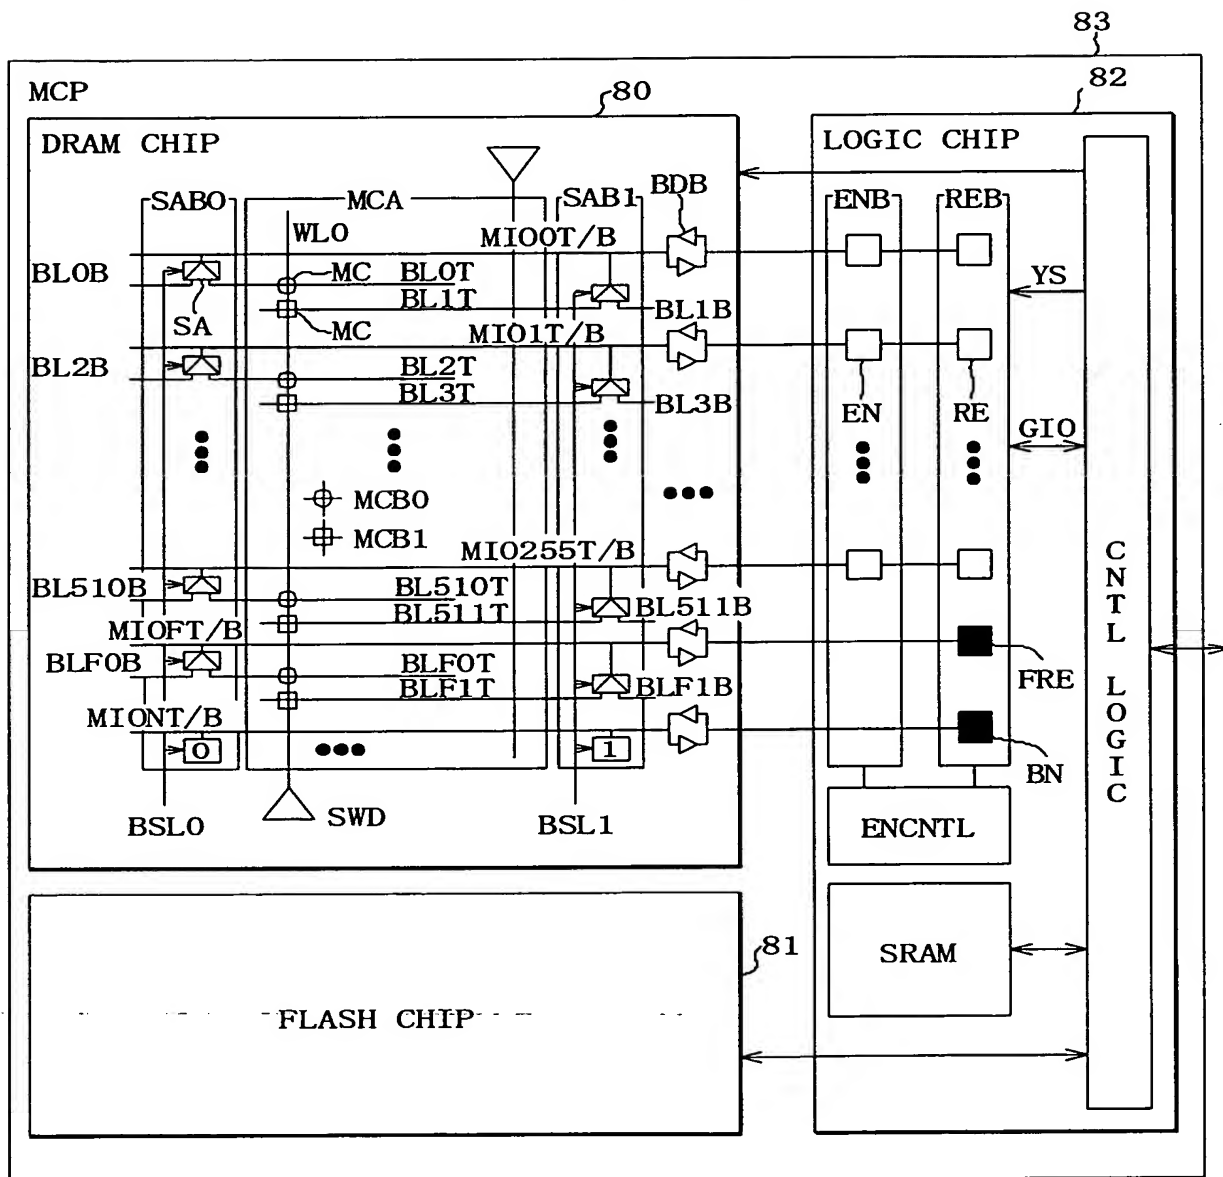 83
MCP
80
82
DRAM CHIP
LOGIC CHIP
SAB0
MCA
SAB1
BDB
ENB
REB
WL0
MIO0T/B
BL0B
MC
BL0T
YS
BL1T
BL1B
SA
MC
MIO1T/B
BL2B
BL2T
BL3T
BL3B
EN
RE
GIO
MCB0
MCB1
MIO255T/B
CNTL LOGIC
BL510B
BL510T
BL511T
BL511B
MIOFT/B
BLF0B
BLF0T
BLF1T
BLF1B
FRE
MIONT/B
0
1
BN
BSL0
SWD
BSL1
ENCNTL
81
SRAM
FLASH CHIP